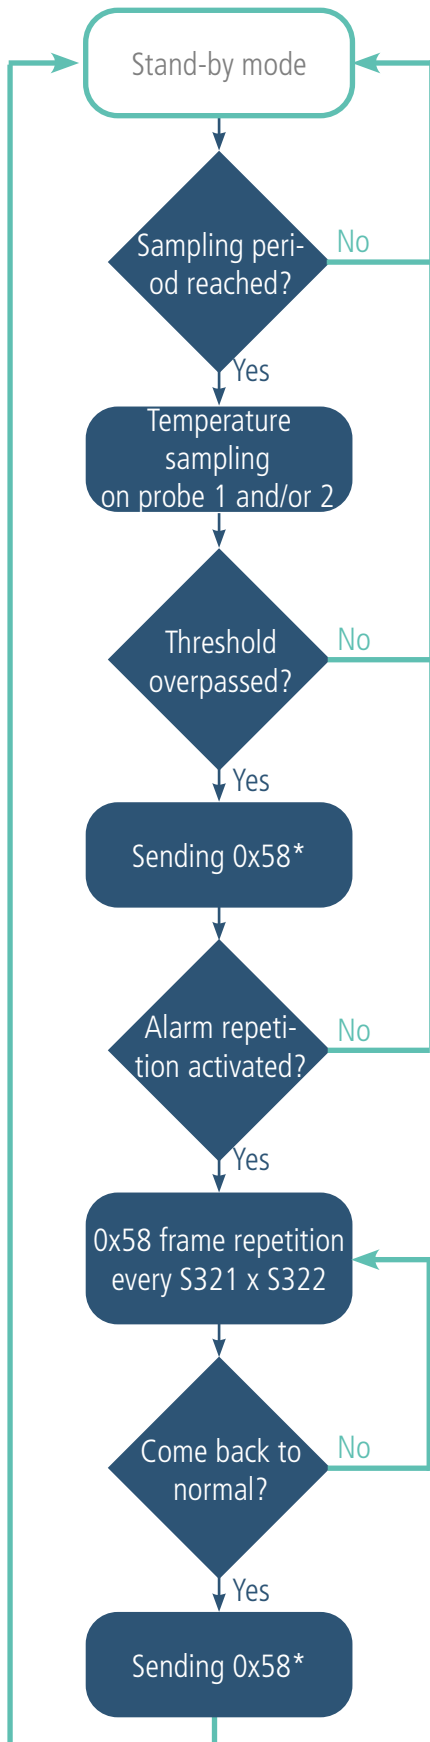 Stand-by mode
Sampling peri-
od reached?
No
Yes
Temperature
sampling
on probe 1 and/or 2
Threshold
overpassed?
No
Yes
Sending 0x58*
Alarm repeti-
tion activated?
No
Yes
0x58 frame repetition
every S321 x S322
Come back to
normal?
No
Yes
Sending 0x58*